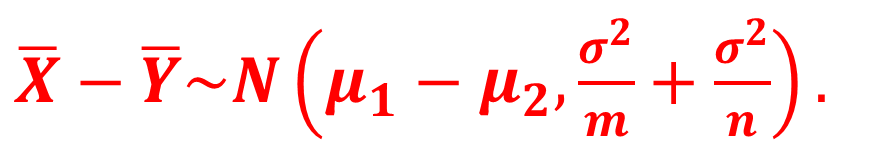 X̅ − Y̅~N(μ₁ − μ₂, σ²/m + σ²/n).